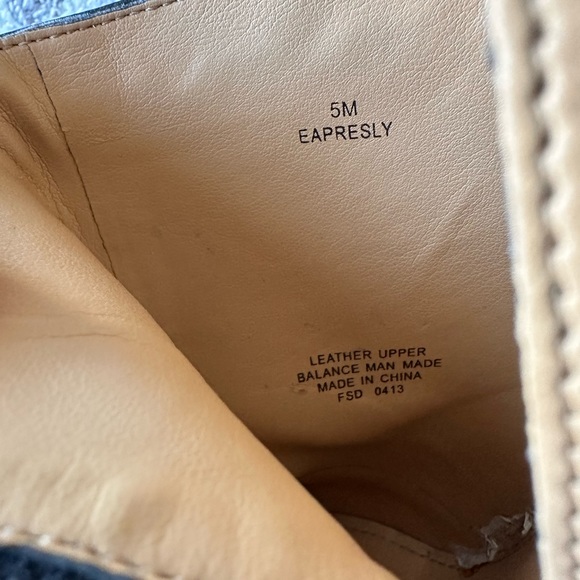 5M
EAPRESLY
LEATHER UPPER
BALANCE MAN MADE
MADE IN CHINA
FSD 0413